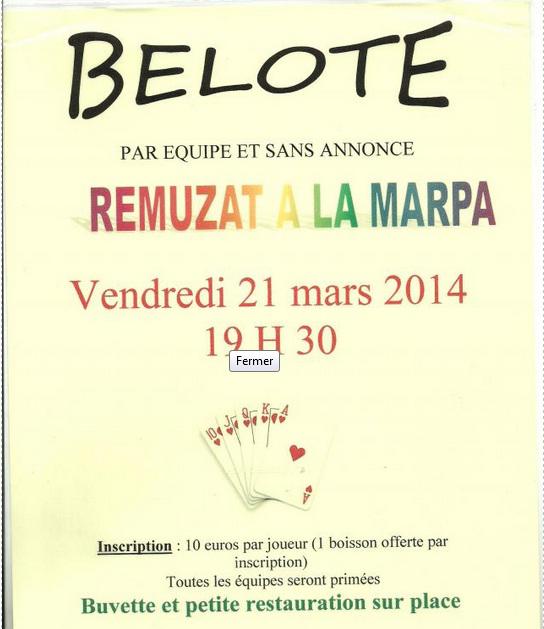 BELOTE
PAR EQUIPE ET SANS ANNONCE
REMUZAT A LA MARPA
Vendredi 21 mars 2014
19 H 30
Fermer
10 J Q K A
A
Inscription : 10 euros par joueur (1 boisson offerte par
inscription)
Toutes les équipes seront primées
Buvette et petite restauration sur place